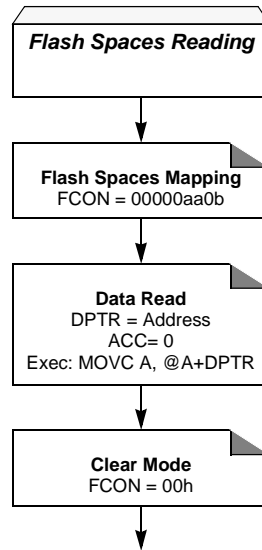 Flash Spaces Reading
Flash Spaces Mapping
FCON = 00000aa0b
Data Read
DPTR = Address
ACC= 0
Exec: MOVC A, @A+DPTR
Clear Mode
FCON = 00h